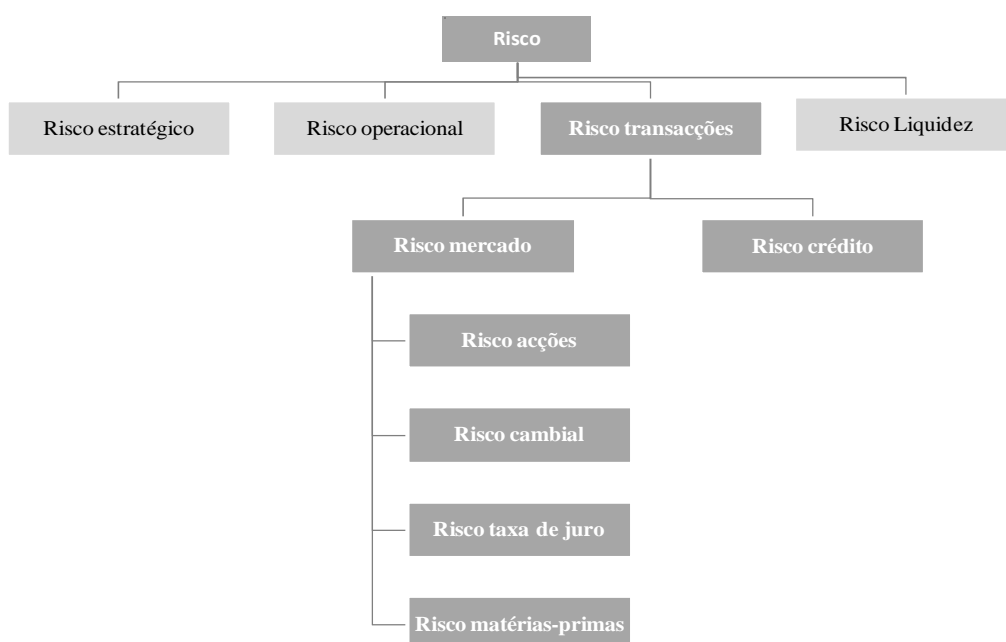 Risco
Risco estratégico
Risco operacional
Risco transacções
Risco Liquidez
Risco mercado
Risco crédito
Risco acções
Risco cambial
Risco taxa de juro
Risco matérias-primas